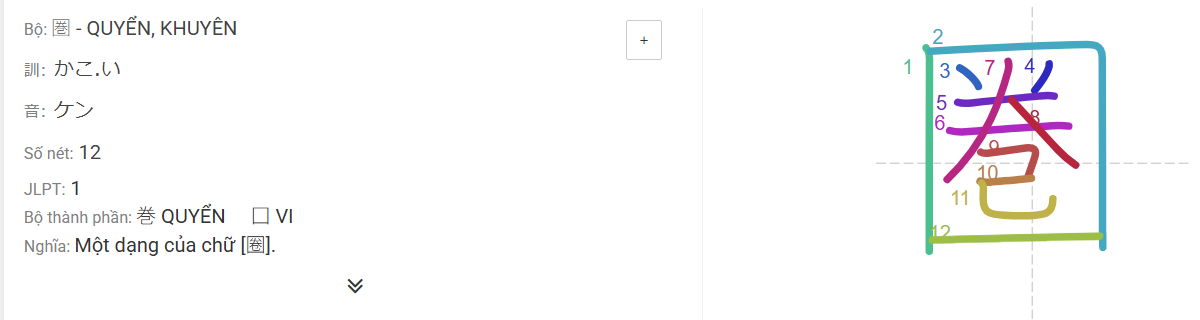 Bộ: 圏 - QUYỂN, KHUYÊN
+
訓: かこ.い
音: ケン
Số nét: 12
JLPT: 1
Bộ thành phần: 巻 QUYỂN 囗 VI
Nghĩa: Một dạng của chữ [圈].
圏
1
2
3
7
4
5
6
8
9
10
11
12